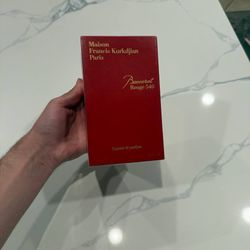 Maison
Francis Kurkdjian
Paris
Baccarat
Rouge 540
Extrait de parfum